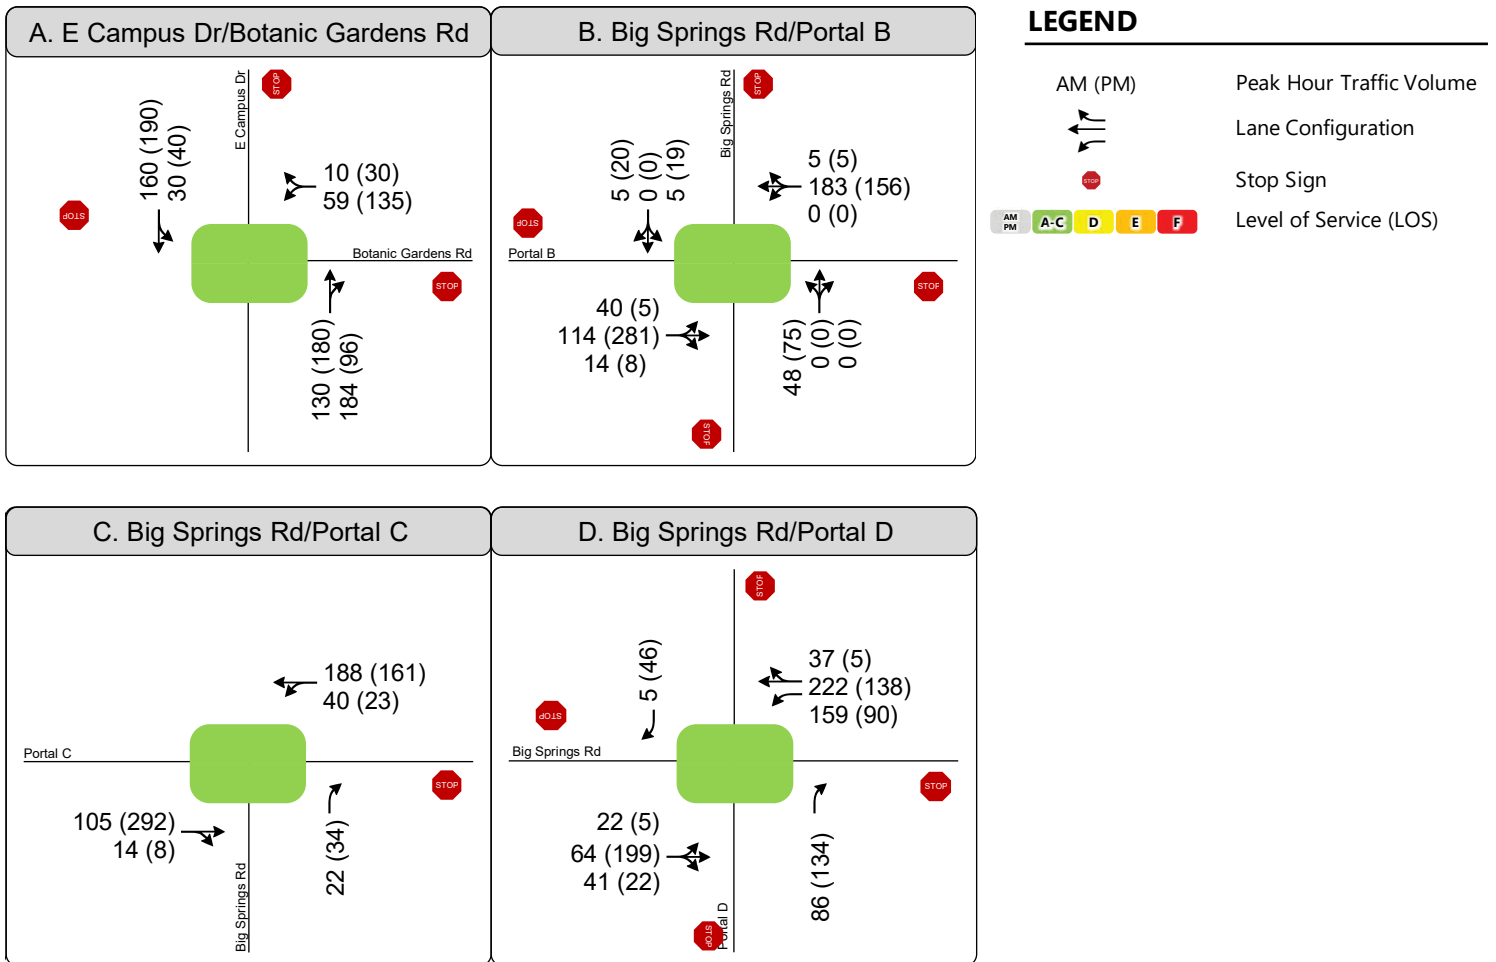 A. E Campus Dr/Botanic Gardens Rd
E Campus Dr
STOP
160 (190)
30 (40)
10 (30)
59 (135)
STOP
Botanic Gardens Rd
STOP
130 (180)
184 (96)
B. Big Springs Rd/Portal B
Big Springs Rd
STOP
5 (20)
0 (0)
5 (19)
5 (5)
183 (156)
0 (0)
STOP
Portal B
STOP
40 (5)
114 (281)
14 (8)
48 (75)
0 (0)
0 (0)
STOP
LEGEND
AM (PM)
Peak Hour Traffic Volume
Lane Configuration
STOP
Stop Sign
AM
PM
A-C
D
E
F
Level of Service (LOS)
C. Big Springs Rd/Portal C
188 (161)
40 (23)
Portal C
STOP
105 (292)
14 (8)
22 (34)
Big Springs Rd
D. Big Springs Rd/Portal D
STOP
5 (46)
37 (5)
222 (138)
159 (90)
STOP
Big Springs Rd
STOP
22 (5)
64 (199)
41 (22)
86 (134)
Portal D
STOP